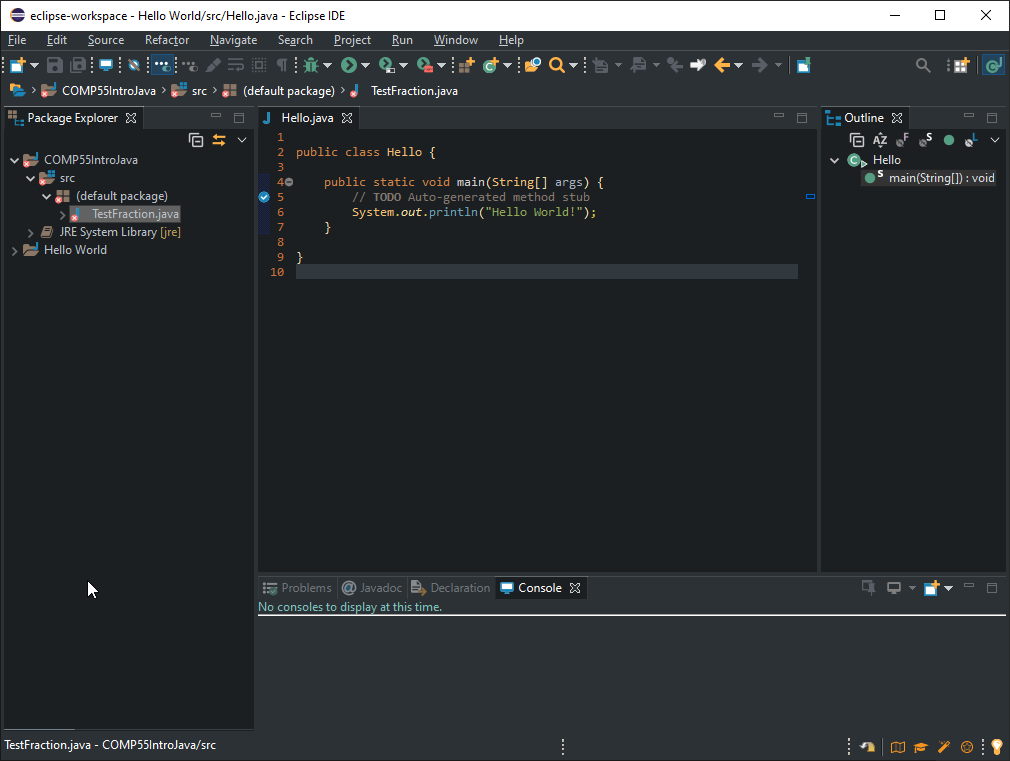 eclipse-workspace - Hello World/src/Hello.java - Eclipse IDE
File Edit Source Refactor Navigate Search Project Run Window Help
COMP55IntroJava src (default package) TestFraction.java
Package Explorer
COMP55IntroJava
src
(default package)
TestFraction.java
JRE System Library [jre]
Hello World
Hello.java
1
2 public class Hello {
3
4 public static void main(String[] args) {
5 // TODO Auto-generated method stub
6 System.out.println("Hello World!");
7 }
8
9 }
10
Outline
Hello
main(String[]) : void
Problems Javadoc Declaration Console
No consoles to display at this time.
TestFraction.java - COMP55IntroJava/src